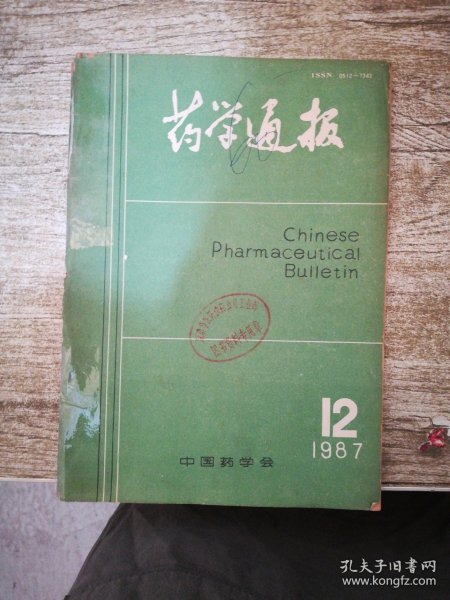 ISSN 0512-7343
药学通报
Chinese
Pharmaceutical
Bulletin
12
1987
中国药学会
孔夫子旧书网
www.kongfz.com